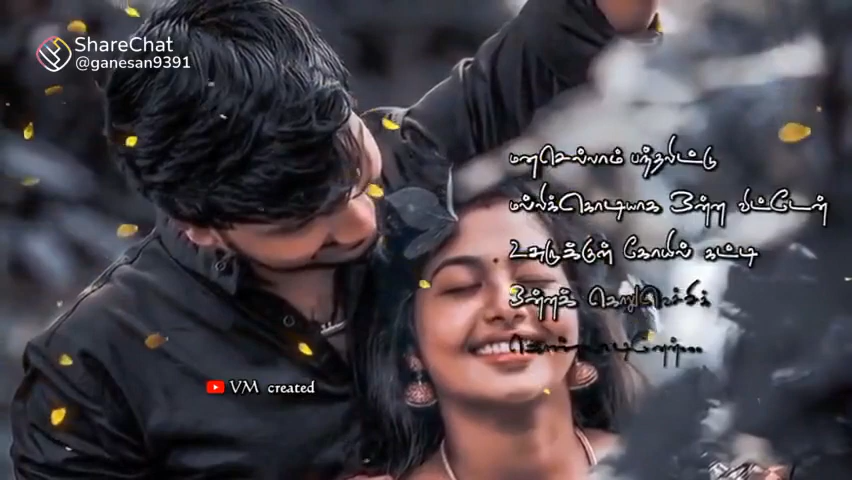 ShareChat
@ganesan9391
மனசெல்லாம் பந்தலிட்டு
மல்லிக்கொடியாக உன்ன விட்டேன்
உசுருக்குள் கோயில் கட்டி
உன்னக் கொலுவெச்சிக்
VM created